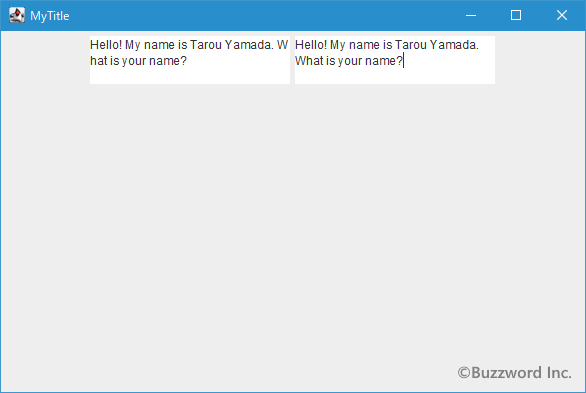 MyTitle
Hello! My name is Tarou Yamada. W
hat is your name?
Hello! My name is Tarou Yamada.
What is your name?
©Buzzword Inc.